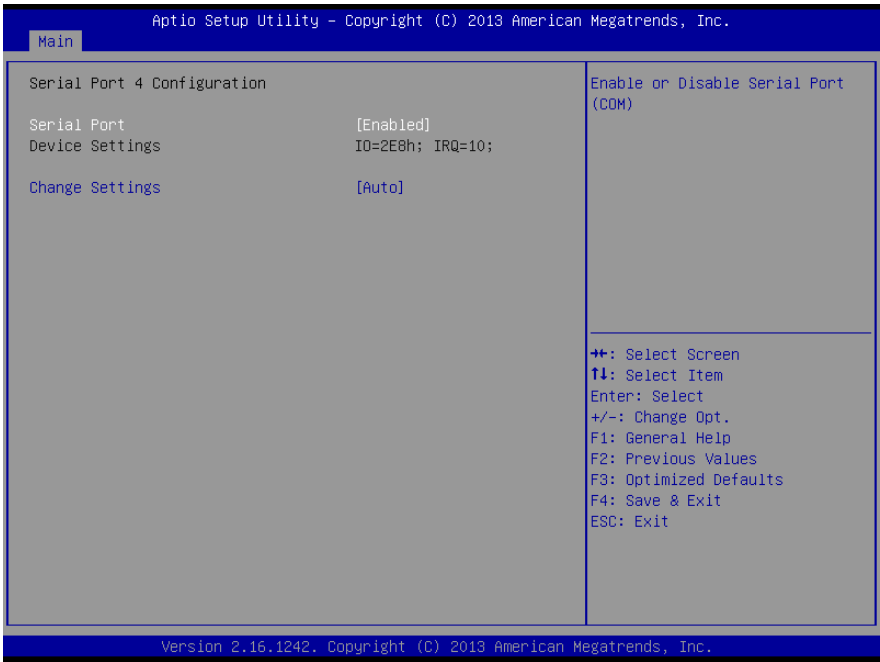 Aptio Setup Utility – Copyright (C) 2013 American Megatrends, Inc.
Main
Serial Port 4 Configuration
Serial Port [Enabled]
Device Settings IO=2E8h; IRQ=10;
Change Settings [Auto]
Enable or Disable Serial Port
(COM)
→←: Select Screen
↑↓: Select Item
Enter: Select
+/-: Change Opt.
F1: General Help
F2: Previous Values
F3: Optimized Defaults
F4: Save & Exit
ESC: Exit
Version 2.16.1242. Copyright (C) 2013 American Megatrends, Inc.